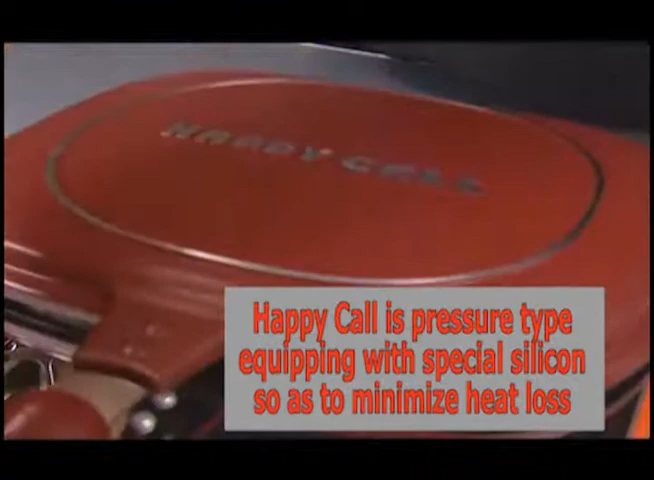 HAPPY CALL
Happy Call is pressure type
equipping with special silicon
so as to minimize heat loss